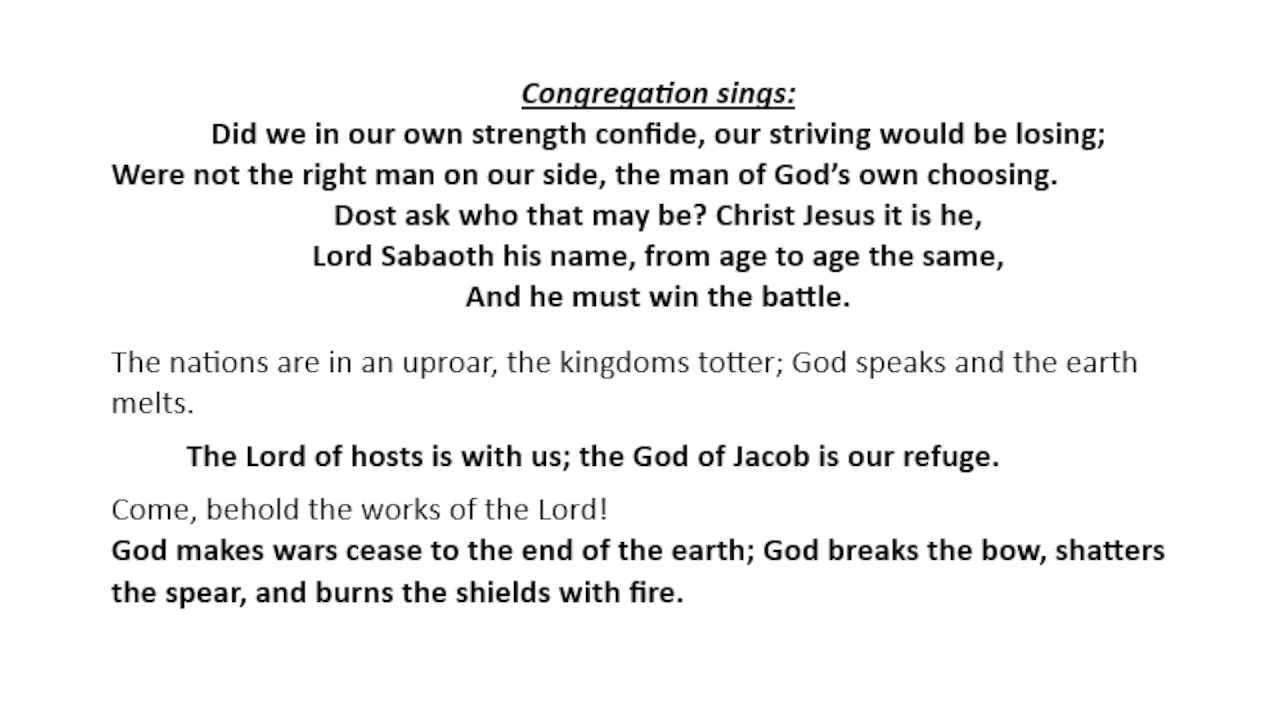 Congregation sings:
Did we in our own strength confide, our striving would be losing;
Were not the right man on our side, the man of God’s own choosing.
Dost ask who that may be? Christ Jesus it is he,
Lord Sabaoth his name, from age to age the same,
And he must win the battle.
The nations are in an uproar, the kingdoms totter; God speaks and the earth
melts.
The Lord of hosts is with us; the God of Jacob is our refuge.
Come, behold the works of the Lord!
God makes wars cease to the end of the earth; God breaks the bow, shatters
the spear, and burns the shields with fire.